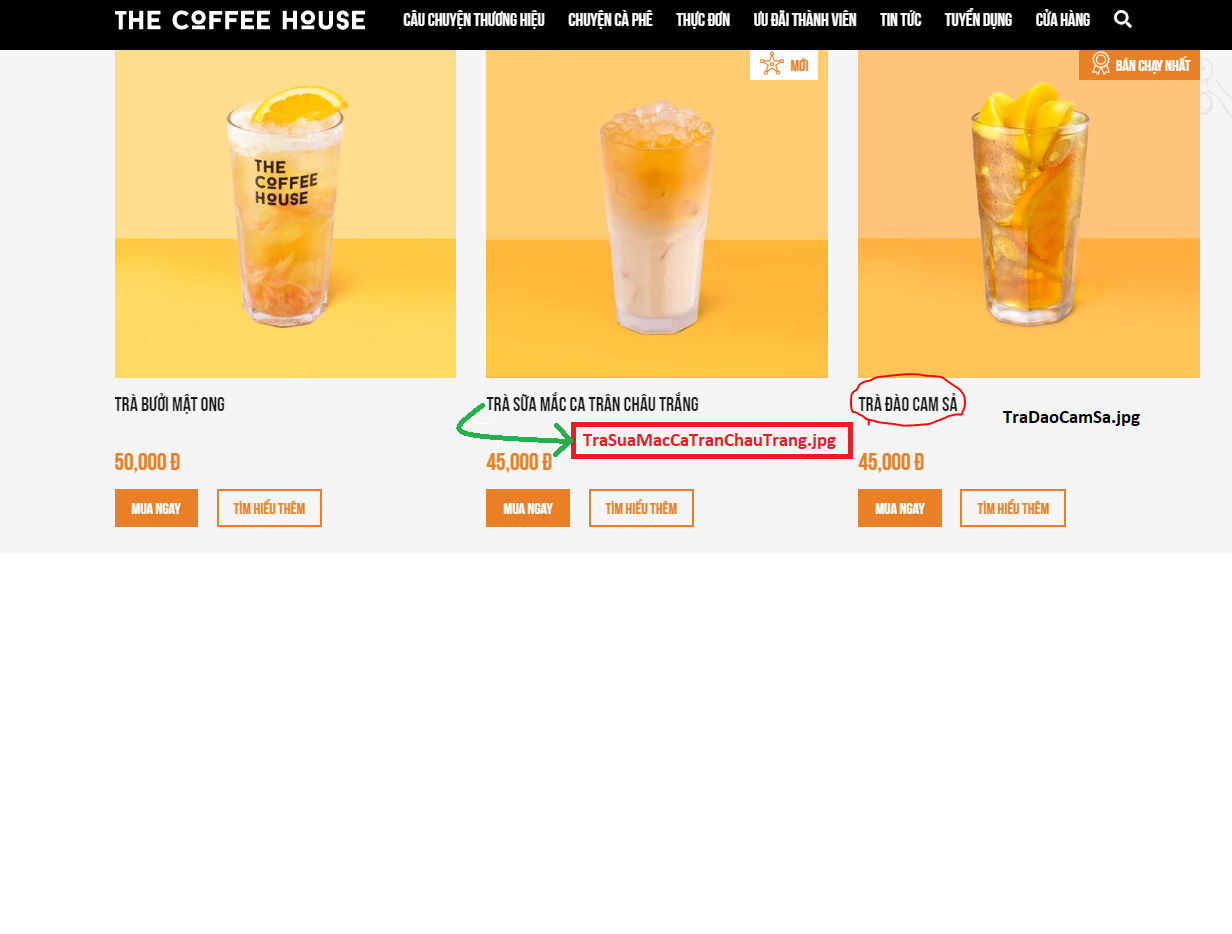 THE COFFEE HOUSE
CÂU CHUYỆN THƯƠNG HIỆU
CHUYỆN CÀ PHÊ
THỰC ĐƠN
ƯU ĐÃI THÀNH VIÊN
TIN TỨC
TUYỂN DỤNG
CỬA HÀNG
MỚI
BÁN CHẠY NHẤT
THE
COFFEE
HOUSE
TRÀ BƯỞI MẬT ONG
TRÀ SỮA MẮC CA TRÂN CHÂU TRẮNG
TRÀ ĐÀO CAM SẢ
TraDaoCamSa.jpg
TraSuaMacCaTranChauTrang.jpg
50,000 Đ
45,000 Đ
45,000 Đ
MUA NGAY
TÌM HIỂU THÊM
MUA NGAY
TÌM HIỂU THÊM
MUA NGAY
TÌM HIỂU THÊM